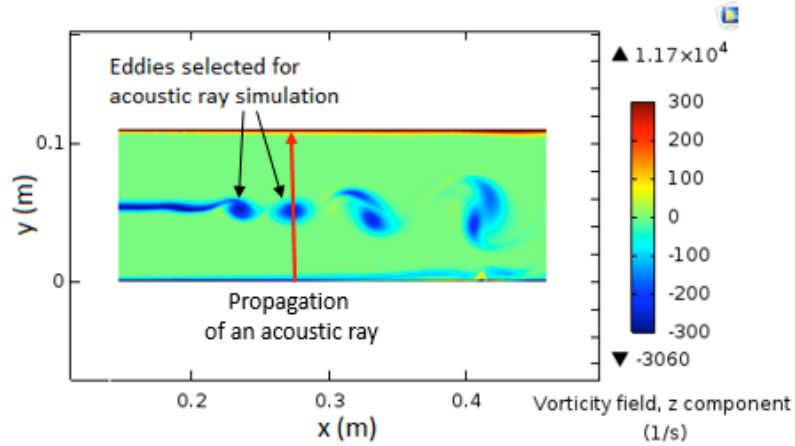 Eddies selected for
acoustic ray simulation
Propagation
of an acoustic ray
y (m)
0.1
0
0.2
0.3
0.4
x (m)
▲ 1.17×10⁴
300
200
100
0
-100
-200
-300
▼ -3060
Vorticity field, z component
(1/s)